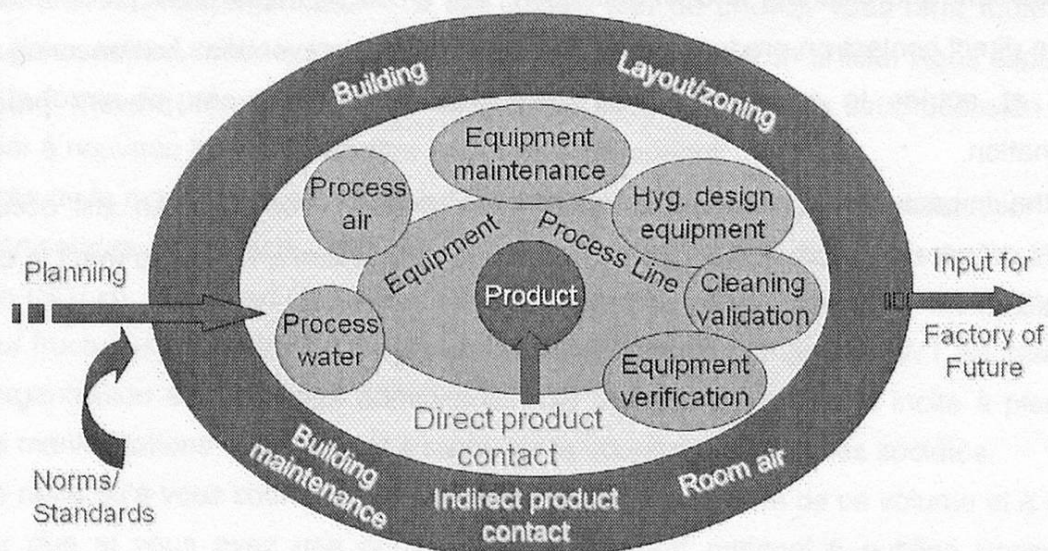 Building
Layout/zoning
Equipment
maintenance
Process
air
Hyg. design
equipment
Equipment
Process Line
Planning
Product
Cleaning
validation
Input for
Factory of
Future
Process
water
Equipment
verification
Direct product
contact
Building
maintenance
Indirect product
contact
Room air
Norms/
Standards